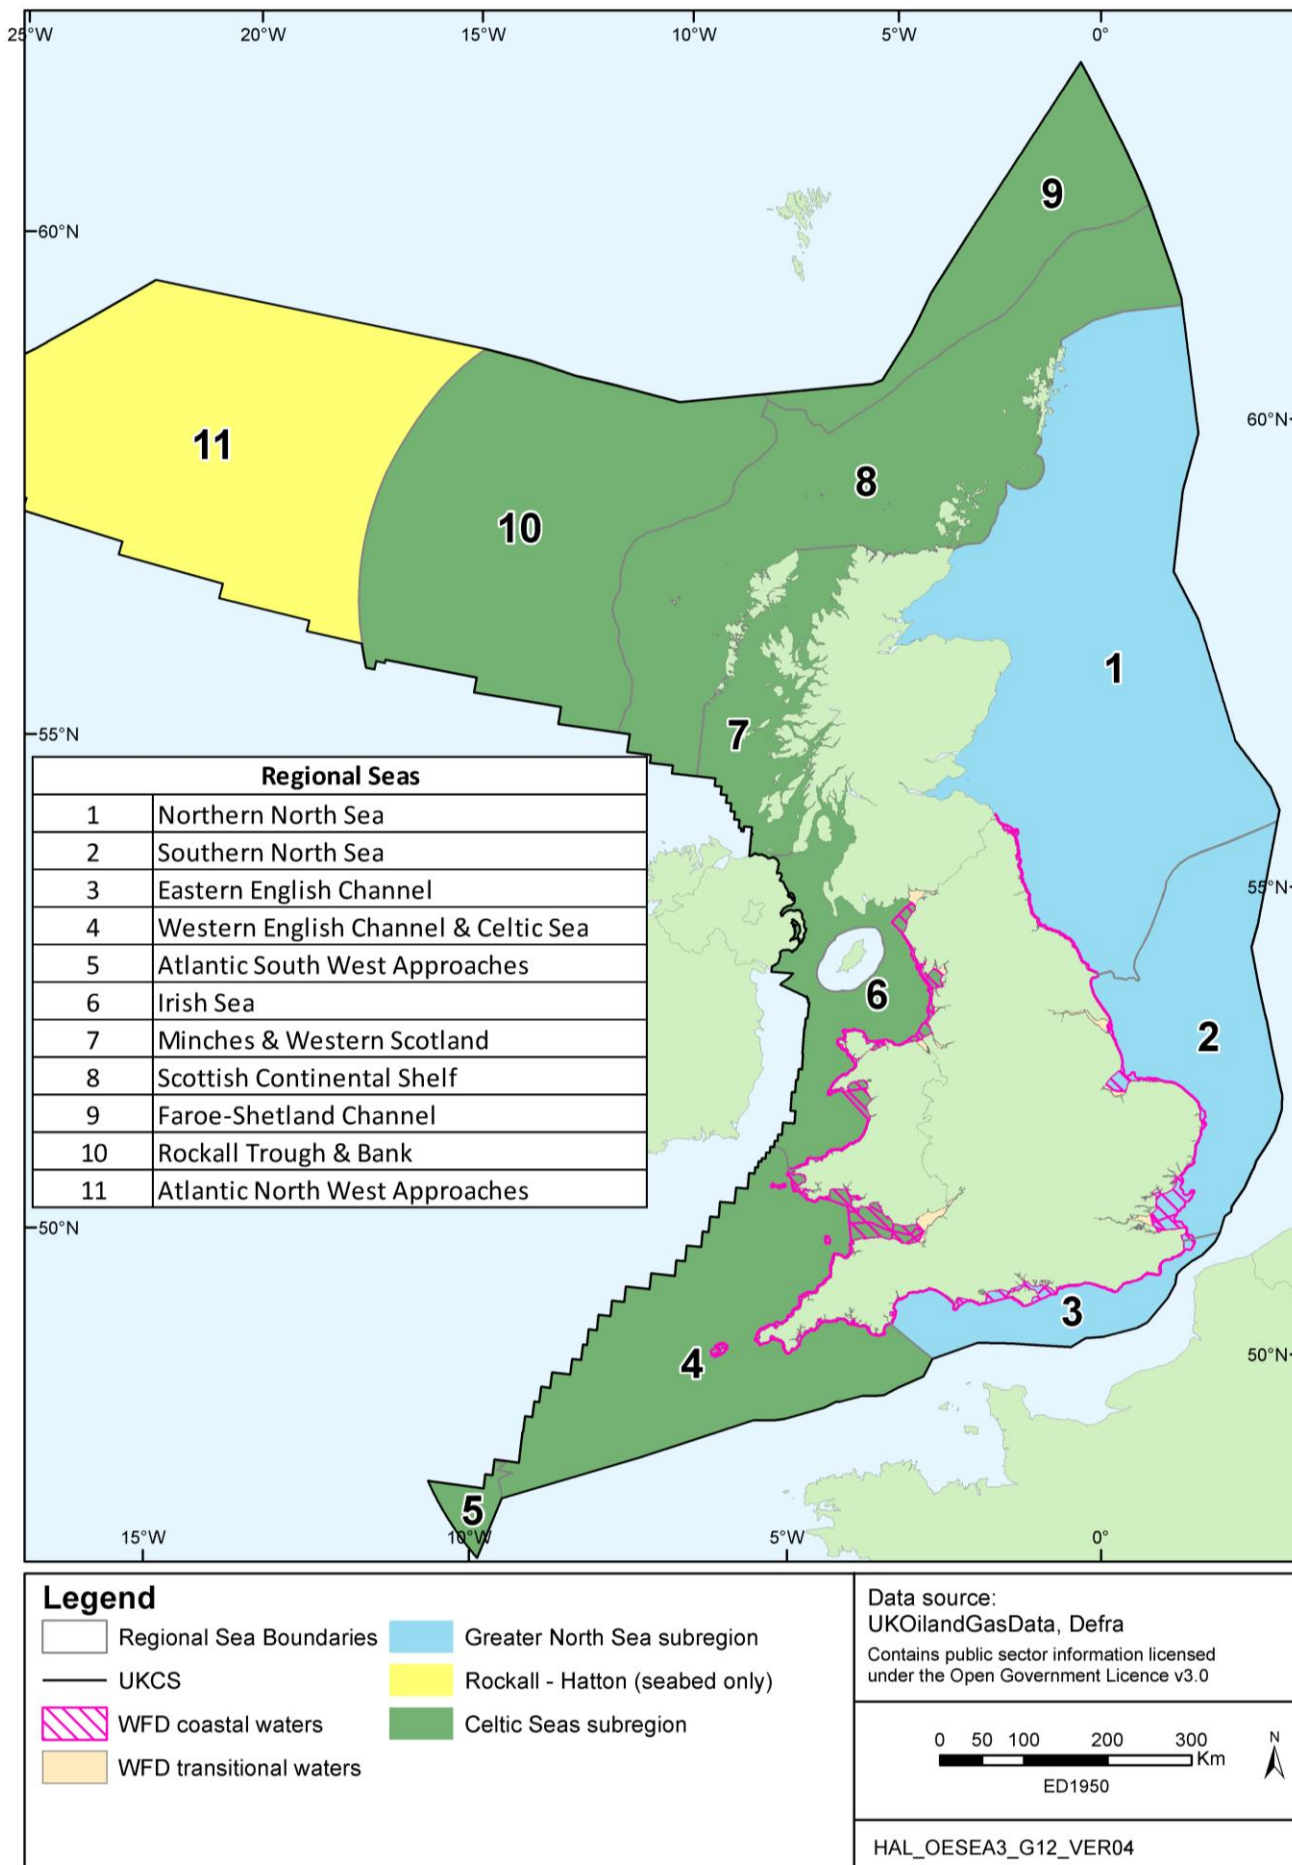 25°W 20°W 15°W 10°W 5°W 0°
9
60°N
60°N
11
8
10
1
7
55°N
Regional Seas
1 Northern North Sea
2 Southern North Sea
3 Eastern English Channel
4 Western English Channel & Celtic Sea
5 Atlantic South West Approaches
6 Irish Sea
7 Minches & Western Scotland
8 Scottish Continental Shelf
9 Faroe-Shetland Channel
10 Rockall Trough & Bank
11 Atlantic North West Approaches
55°N
6
2
50°N
3
4
50°N
5
15°W 10°W 5°W 0°
Legend
Regional Sea Boundaries
UKCS
WFD coastal waters
WFD transitional waters
Greater North Sea subregion
Rockall - Hatton (seabed only)
Celtic Seas subregion
Data source:
UKOilandGasData, Defra
Contains public sector information licensed
under the Open Government Licence v3.0
0 50 100 200 300
Km
N
ED1950
HAL_OESEA3_G12_VER04